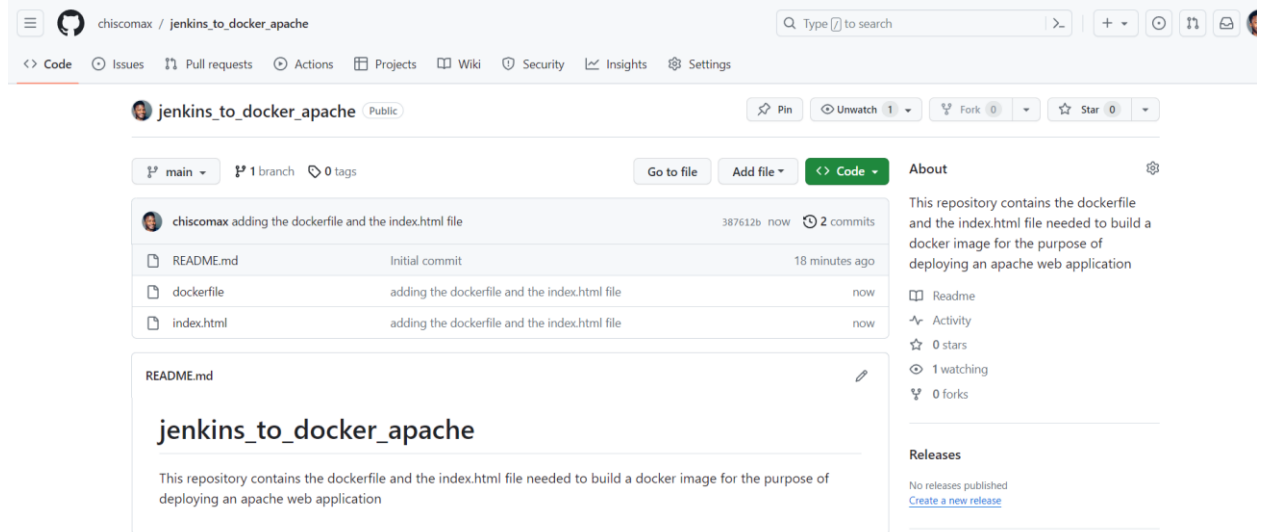 chiscomax / jenkins_to_docker_apache
Type / to search
Code Issues Pull requests Actions Projects Wiki Security Insights Settings
jenkins_to_docker_apache Public
Pin Unwatch 1 Fork 0 Star 0
main 1 branch 0 tags Go to file Add file Code
chiscomax adding the dockerfile and the index.html file 387612b now 2 commits
README.md Initial commit 18 minutes ago
dockerfile adding the dockerfile and the index.html file now
index.html adding the dockerfile and the index.html file now
README.md
jenkins_to_docker_apache
This repository contains the dockerfile and the index.html file needed to build a docker image for the purpose of
deploying an apache web application
About
This repository contains the dockerfile
and the index.html file needed to build a
docker image for the purpose of
deploying an apache web application
Readme
Activity
0 stars
1 watching
0 forks
Releases
No releases published
Create a new release